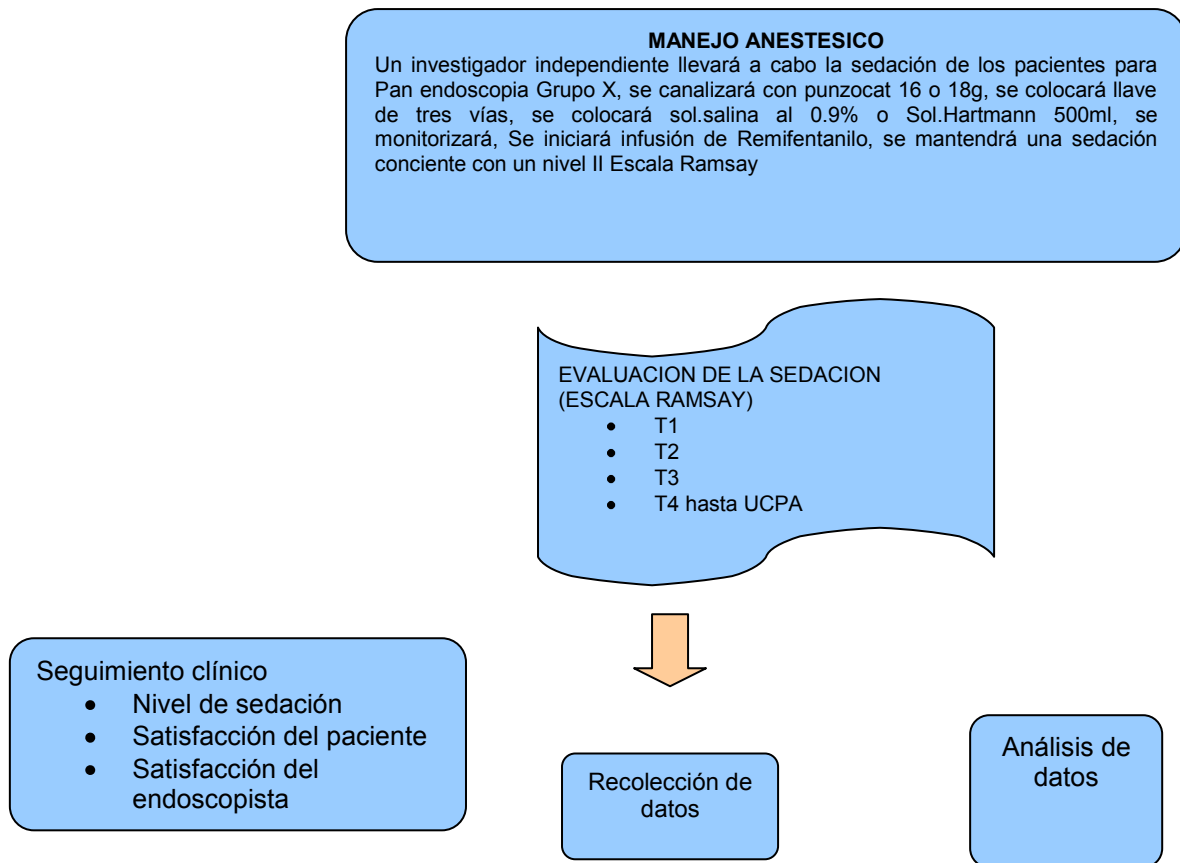 MANEJO ANESTESICO
Un investigador independiente llevará a cabo la sedación de los pacientes para
Pan endoscopia Grupo X, se canalizará con punzocat 16 o 18g, se colocará llave
de tres vías, se colocará sol.salina al 0.9% o Sol.Hartmann 500ml, se
monitorizará, Se iniciará infusión de Remifentanilo, se mantendrá una sedación
conciente con un nivel II Escala Ramsay
EVALUACION DE LA SEDACION
(ESCALA RAMSAY)
• T1
• T2
• T3
• T4 hasta UCPA
Seguimiento clínico
• Nivel de sedación
• Satisfacción del paciente
• Satisfacción del
endoscopista
Recolección de
datos
Análisis de
datos